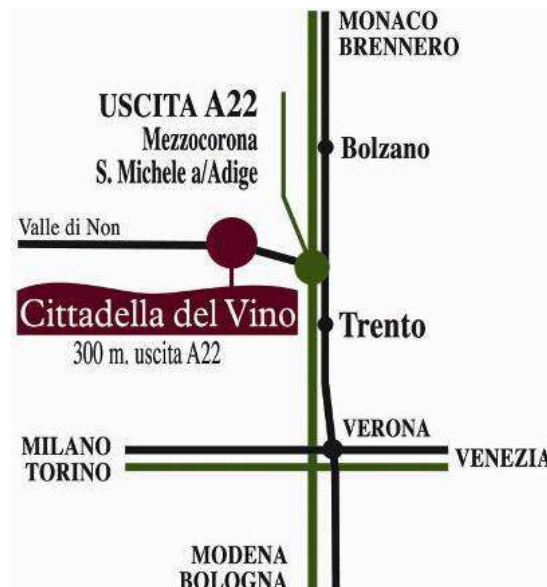 MONACO
BRENNERO
USCITA A22
Mezzocorona
S. Michele a/Adige
Bolzano
Valle di Non
Cittadella del Vino
300 m. uscita A22
Trento
VERONA
MILANO
TORINO
VENEZIA
MODENA
BOLOGNA